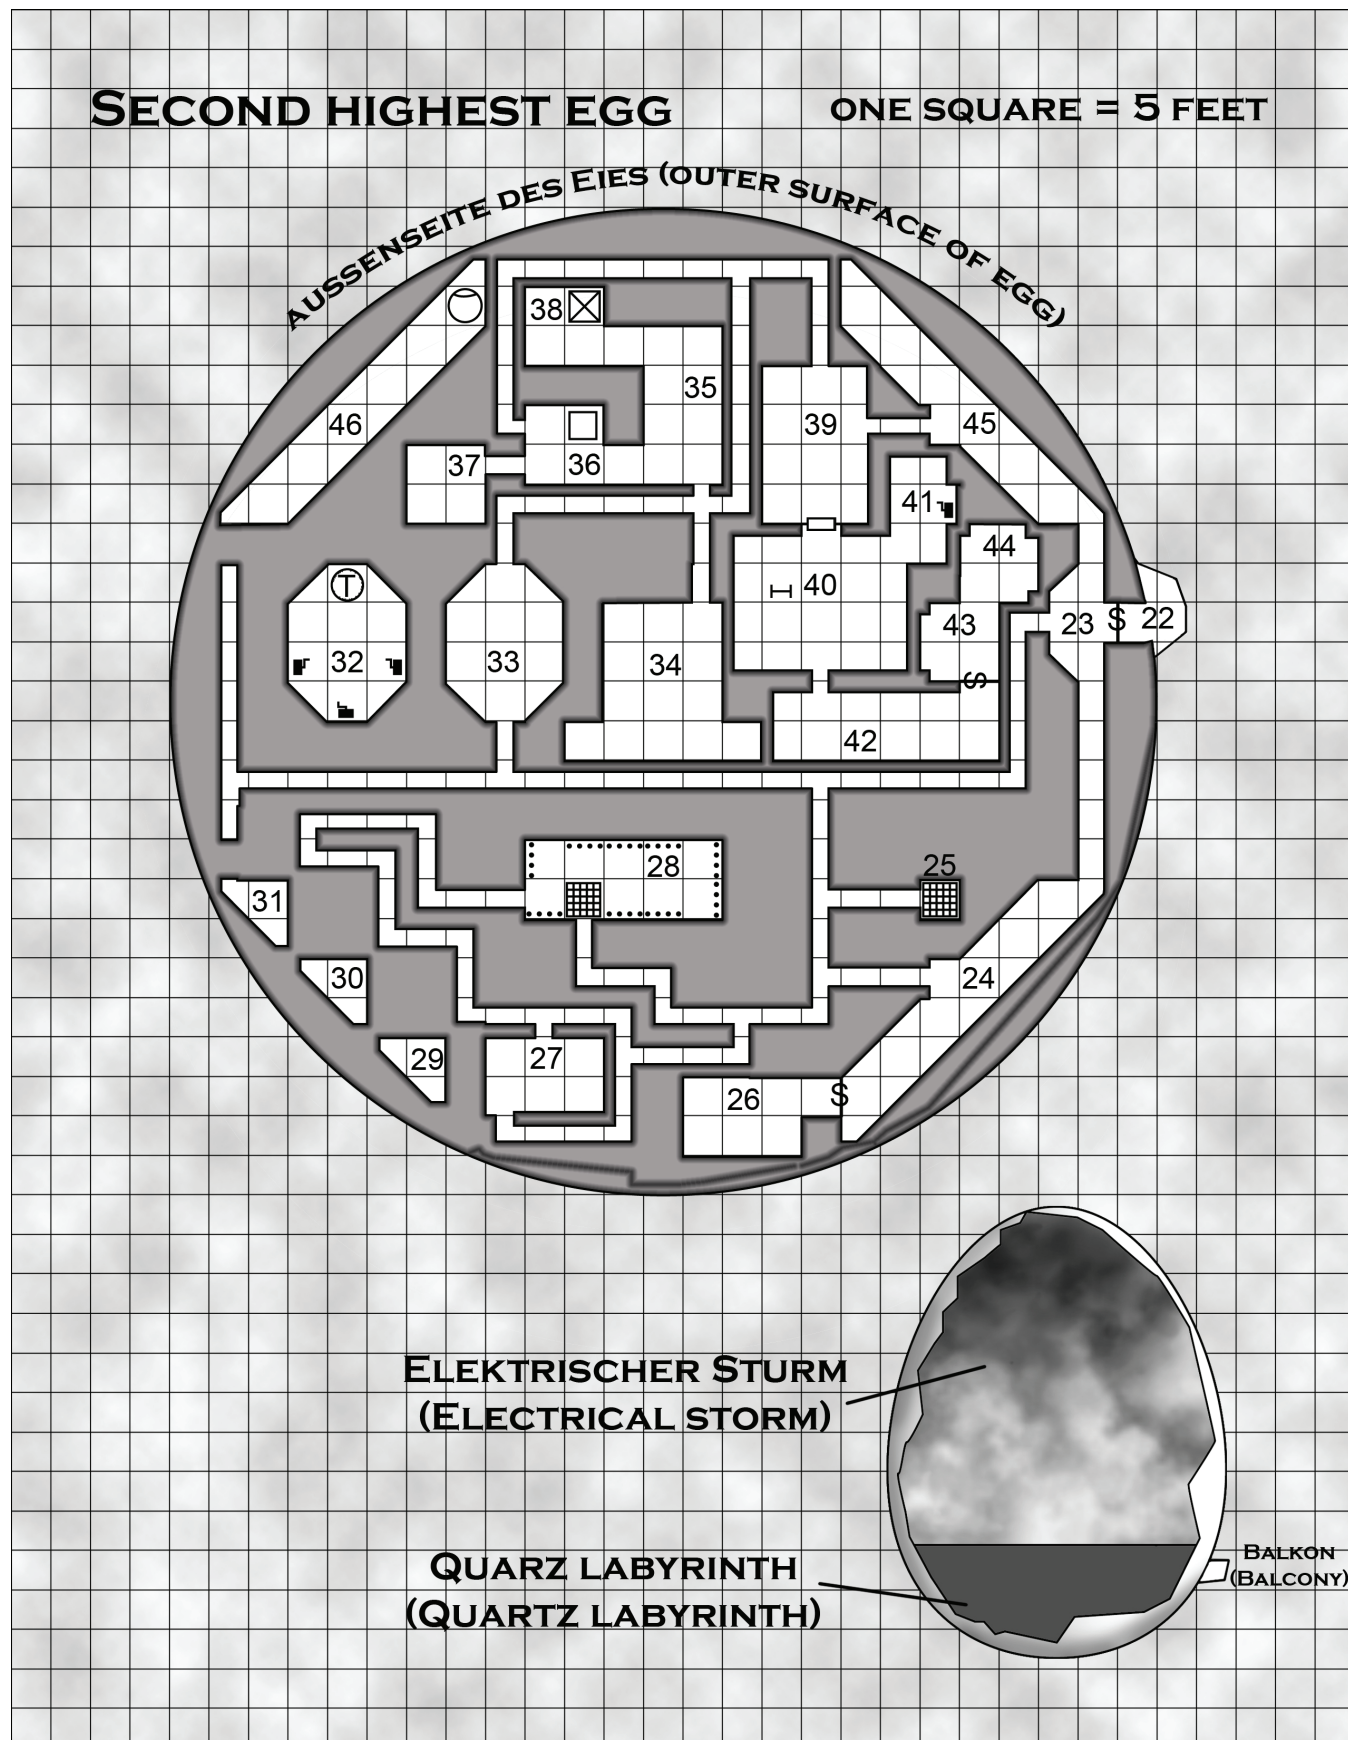 SECOND HIGHEST EGG
ONE SQUARE = 5 FEET
AUSSENSEITE DES EIES (OUTER SURFACE OF EGG)
38
35
46
39
45
37
36
41
44
T
40
32
33
34
43
23
S
22
S
42
28
25
31
30
24
29
27
26
S
ELEKTRISCHER STURM
(ELECTRICAL STORM)
QUARZ LABYRINTH
(QUARTZ LABYRINTH)
BALKON
(BALCONY)